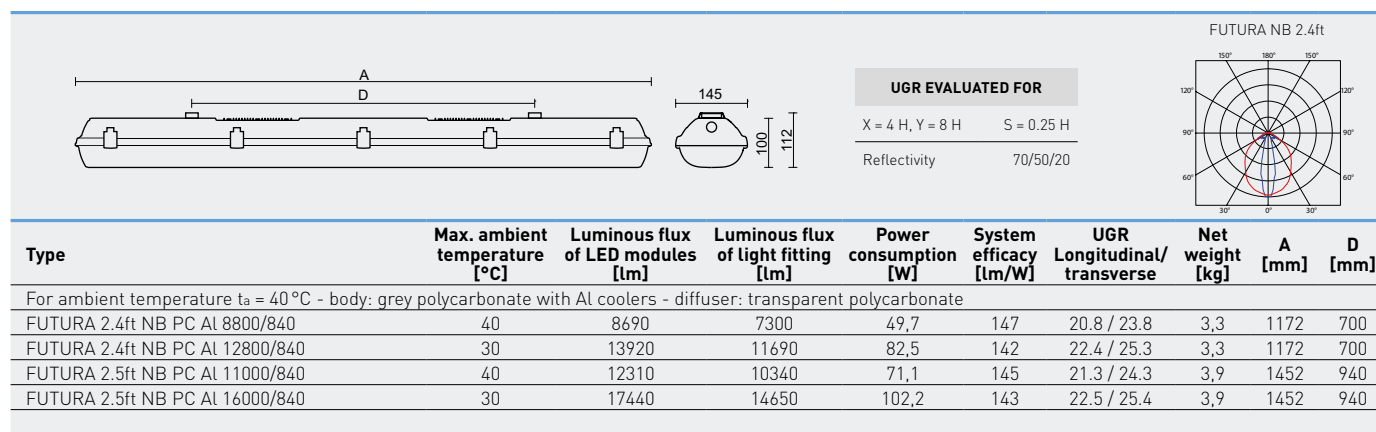 FUTURA NB 2.4ft
A
D
145
100
112
UGR EVALUATED FOR
X = 4 H, Y = 8 H S = 0.25 H
Reflectivity 70/50/20
150° 180° 150°
120° 120°
90° 90°
60° 60°
30° 0° 30°
Type Max. ambient temperature [°C] Luminous flux of LED modules [lm] Luminous flux of light fitting [lm] Power consumption [W] System efficacy [lm/W] UGR Longitudinal/ transverse Net weight [kg] A [mm] D [mm]
For ambient temperature ta = 40°C - body: grey polycarbonate with Al coolers - diffuser: transparent polycarbonate
FUTURA 2.4ft NB PC Al 8800/840 40 8690 7300 49,7 147 20.8 / 23.8 3,3 1172 700
FUTURA 2.4ft NB PC Al 12800/840 30 13920 11690 82,5 142 22.4 / 25.3 3,3 1172 700
FUTURA 2.5ft NB PC Al 11000/840 40 12310 10340 71,1 145 21.3 / 24.3 3,9 1452 940
FUTURA 2.5ft NB PC Al 16000/840 30 17440 14650 102,2 143 22.5 / 25.4 3,9 1452 940